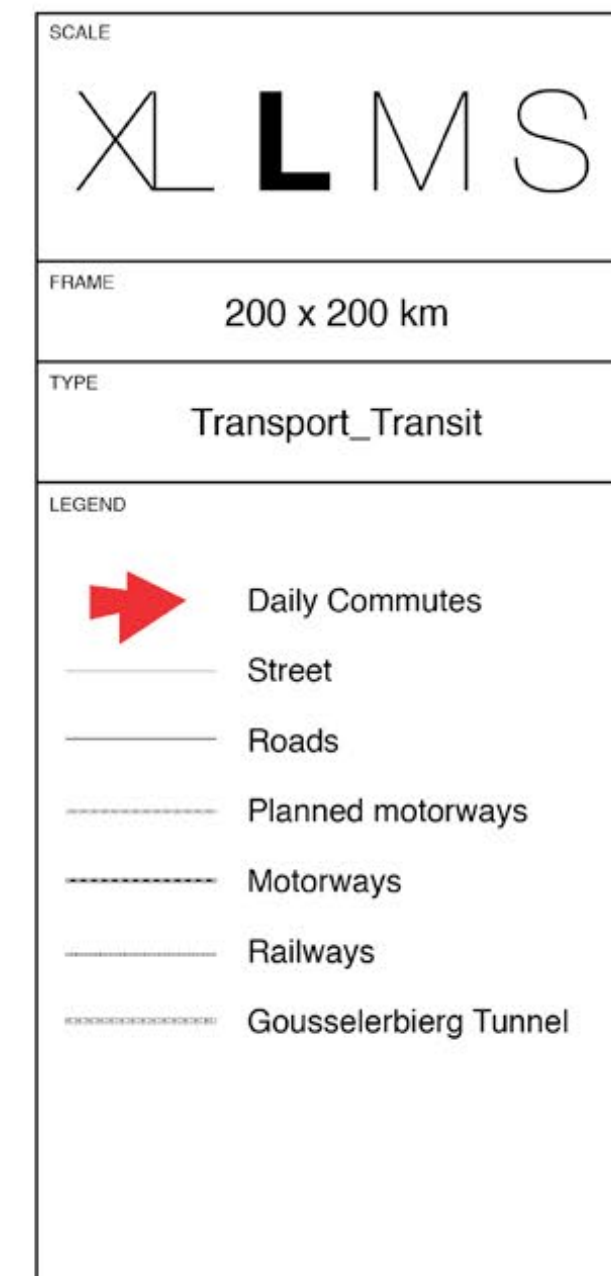 SCALE
XL L M S
FRAME
200 x 200 km
TYPE
Transport_Transit
LEGEND
Daily Commutes
Street
Roads
Planned motorways
Motorways
Railways
Gousselerbierg Tunnel